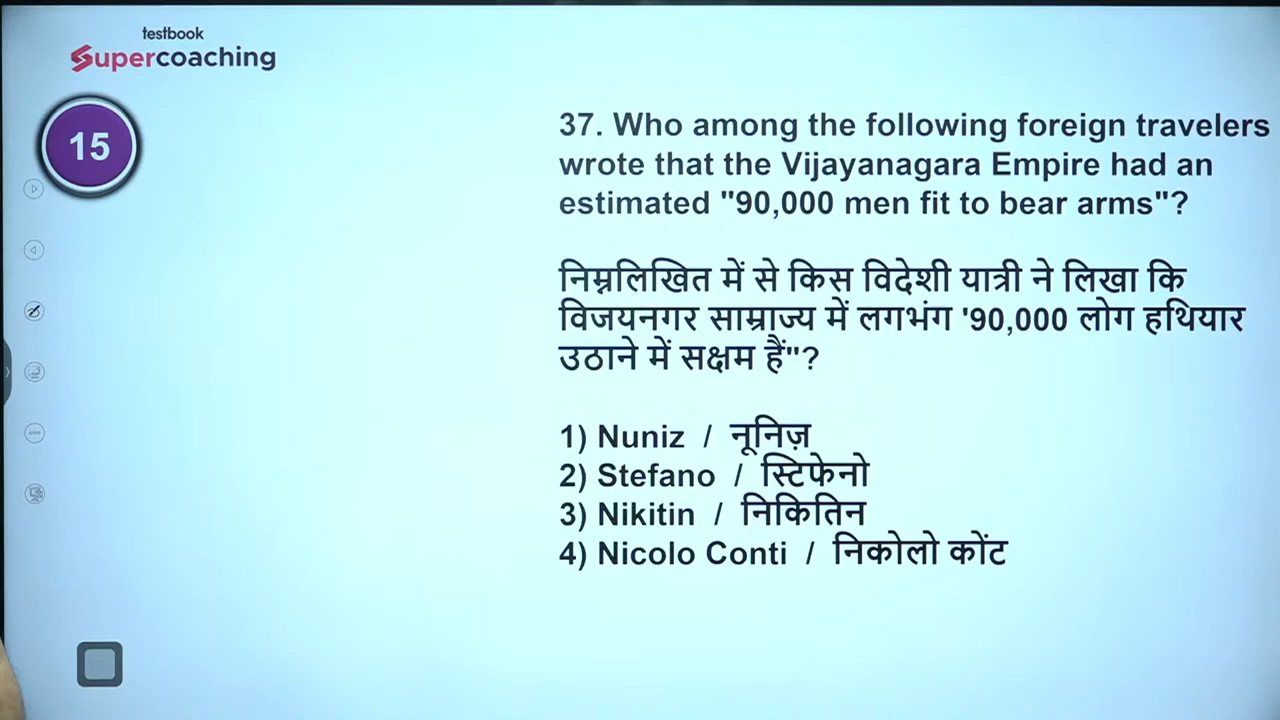 testbook
Supercoaching
15
37. Who among the following foreign travelers
wrote that the Vijayanagara Empire had an
estimated "90,000 men fit to bear arms"?
निम्नलिखित में से किस विदेशी यात्री ने लिखा कि
विजयनगर साम्राज्य में लगभंग '90,000 लोग हथियार
उठाने में सक्षम हैं"?
1) Nuniz / नूनिज़
2) Stefano / स्टिफेनो
3) Nikitin / निकितिन
4) Nicolo Conti / निकोलो कोंट